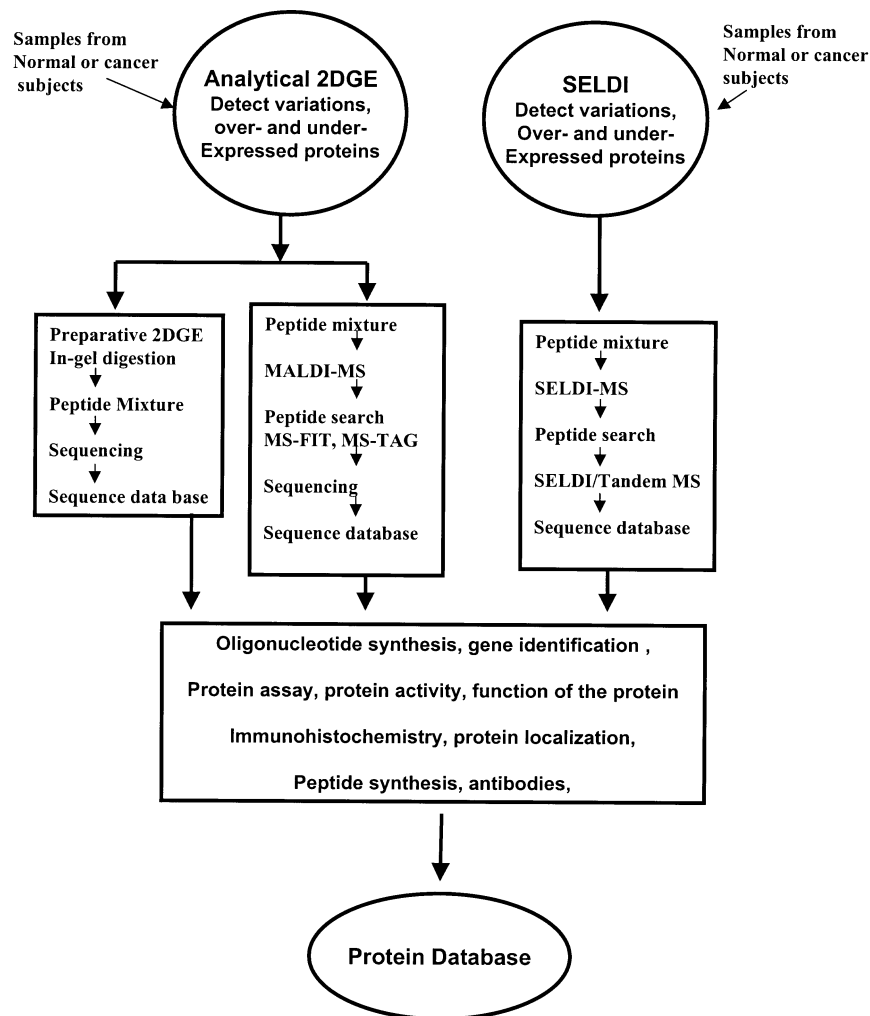 Samples from
Normal or cancer
subjects
Analytical 2DGE
Detect variations,
over- and under-
Expressed proteins
SELDI
Detect variations,
Over- and under-
Expressed proteins
Samples from
Normal or cancer
subjects
Preparative 2DGE
In-gel digestion
Peptide Mixture
Sequencing
Sequence data base
Peptide mixture
MALDI-MS
Peptide search
MS-FIT, MS-TAG
Sequencing
Sequence database
Peptide mixture
SELDI-MS
Peptide search
SELDI/Tandem MS
Sequence database
Oligonucleotide synthesis, gene identification ,
Protein assay, protein activity, function of the protein
Immunohistochemistry, protein localization,
Peptide synthesis, antibodies,
Protein Database